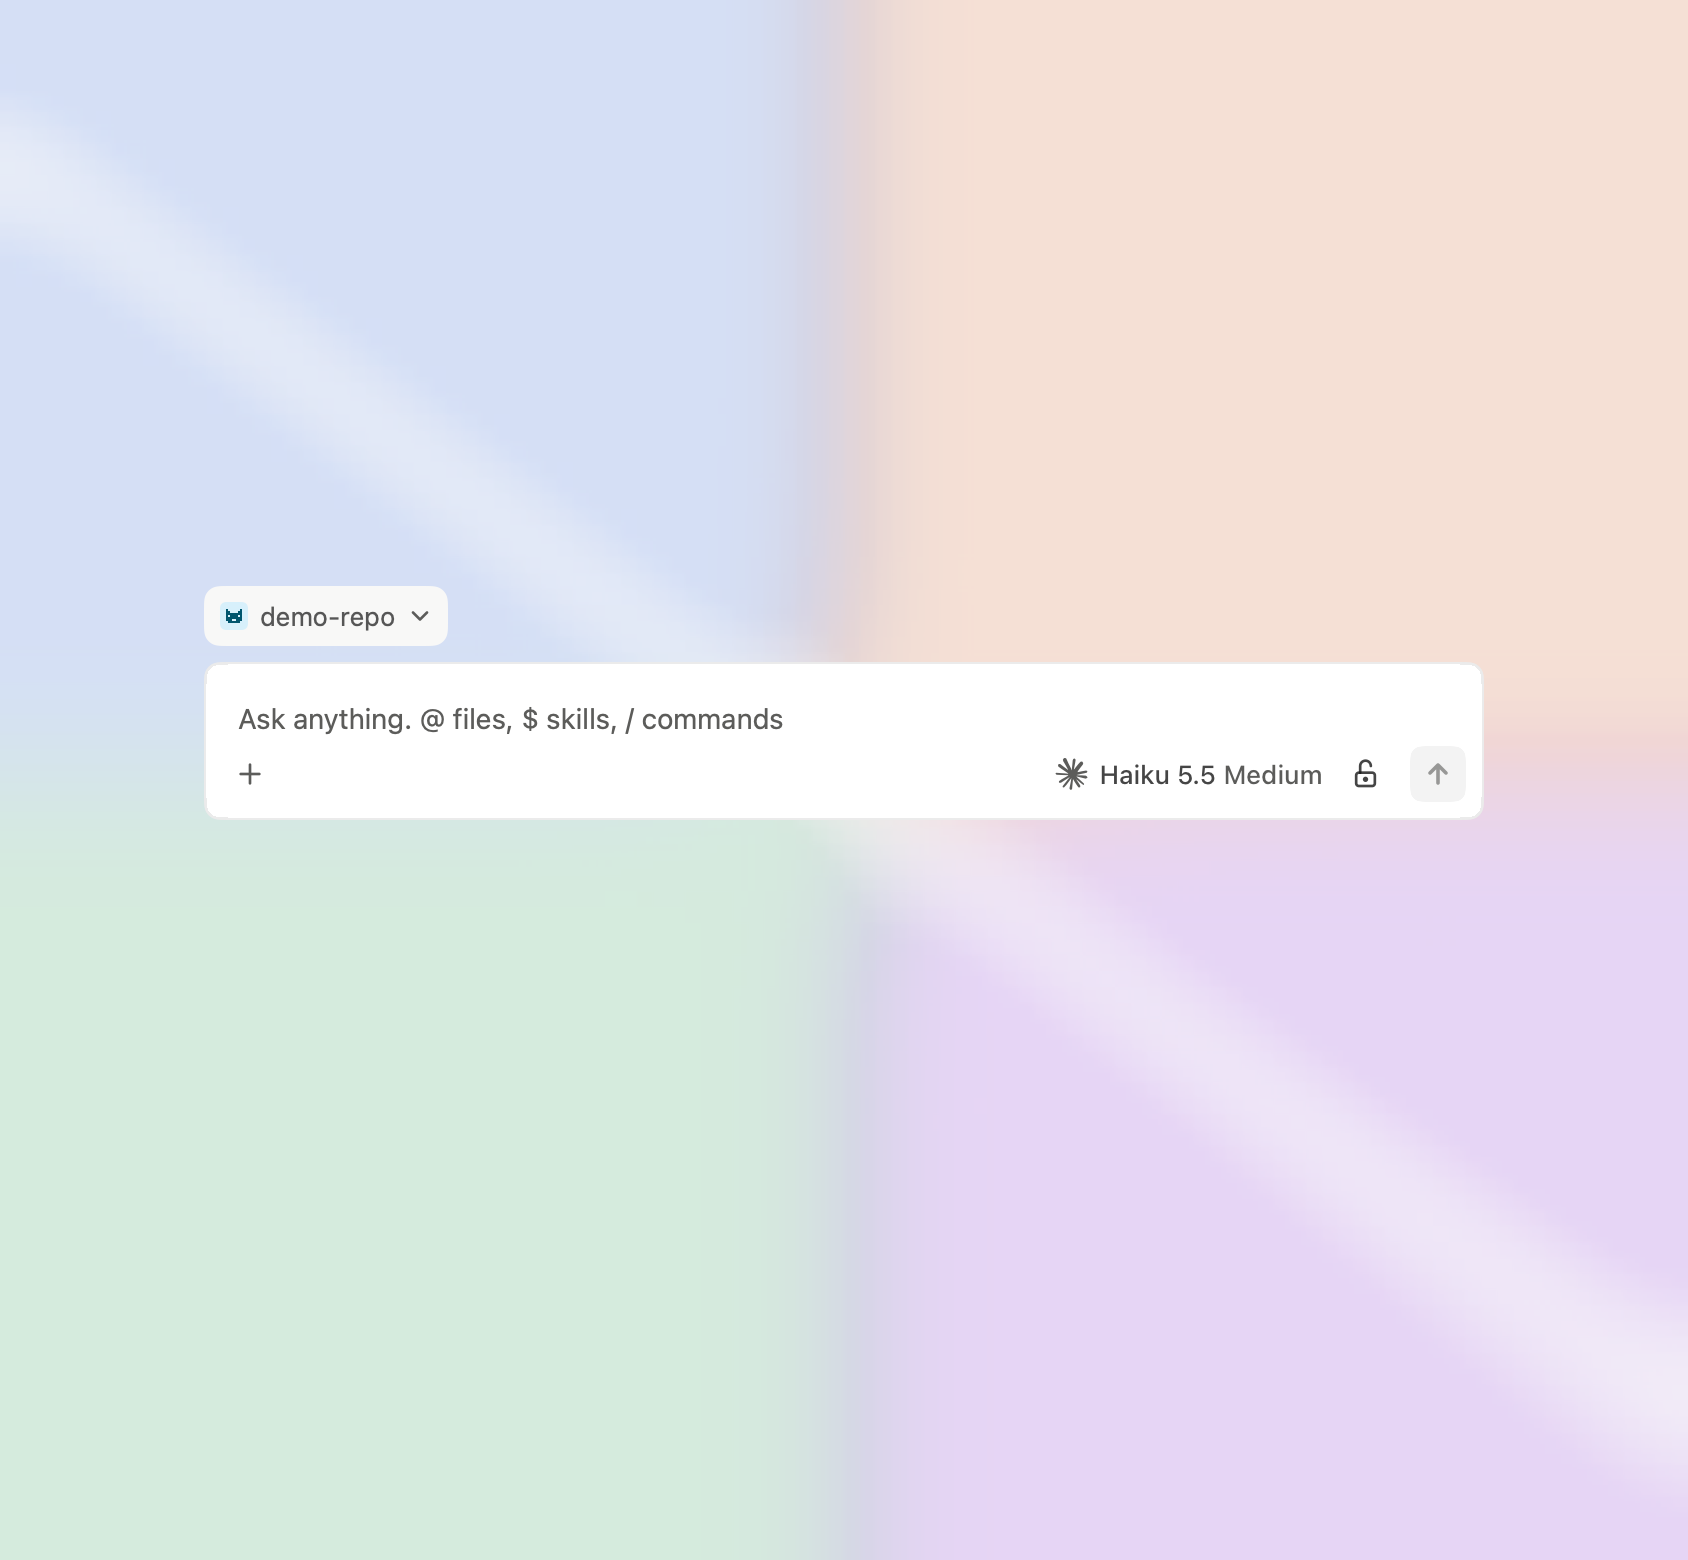 demo-repo
Ask anything. @ files, $ skills, / commands
Haiku 5.5 Medium